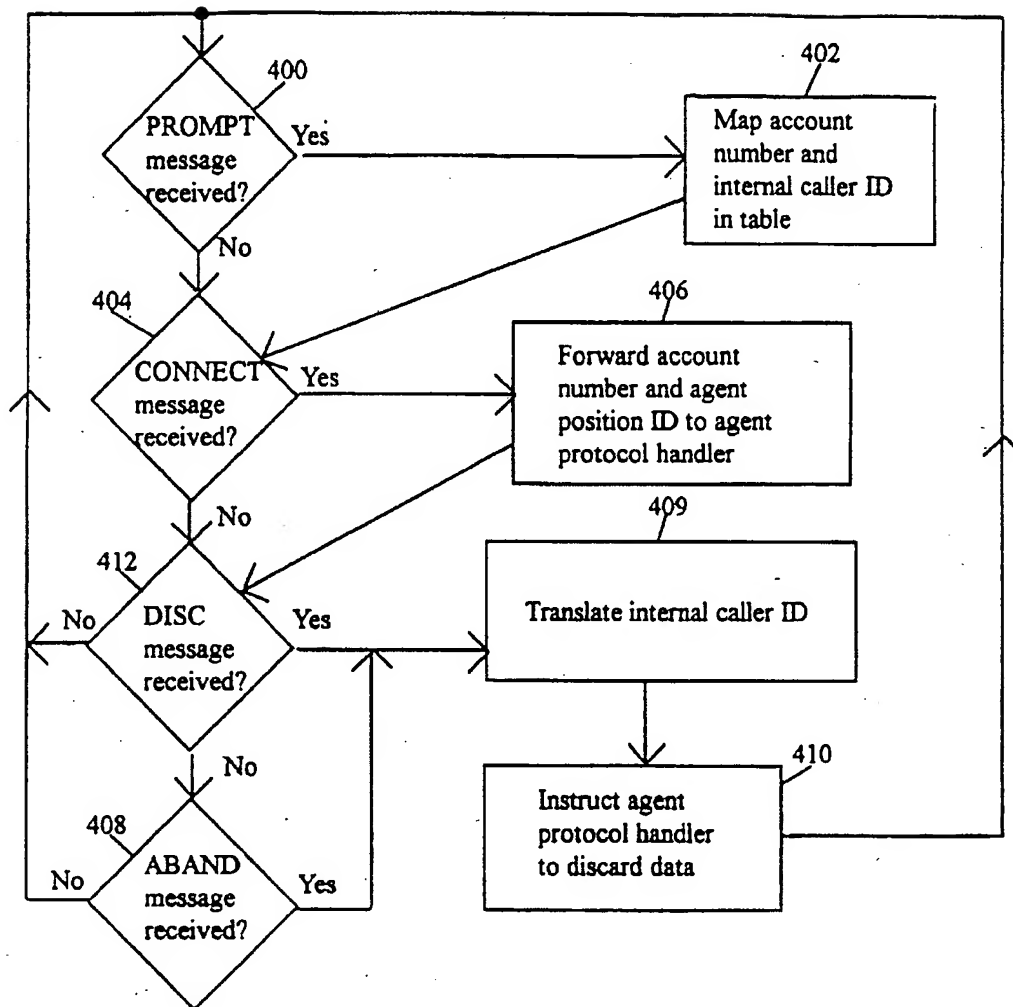 400
PROMPT
message
received?
Yes
No
402
Map account
number and
internal caller ID
in table
404
CONNECT
message
received?
Yes
No
406
Forward account
number and agent
position ID to agent
protocol handler
412
No
DISC
message
received?
Yes
No
409
Translate internal caller ID
408
No
ABAND
message
received?
Yes
410
Instruct agent
protocol handler
to discard data